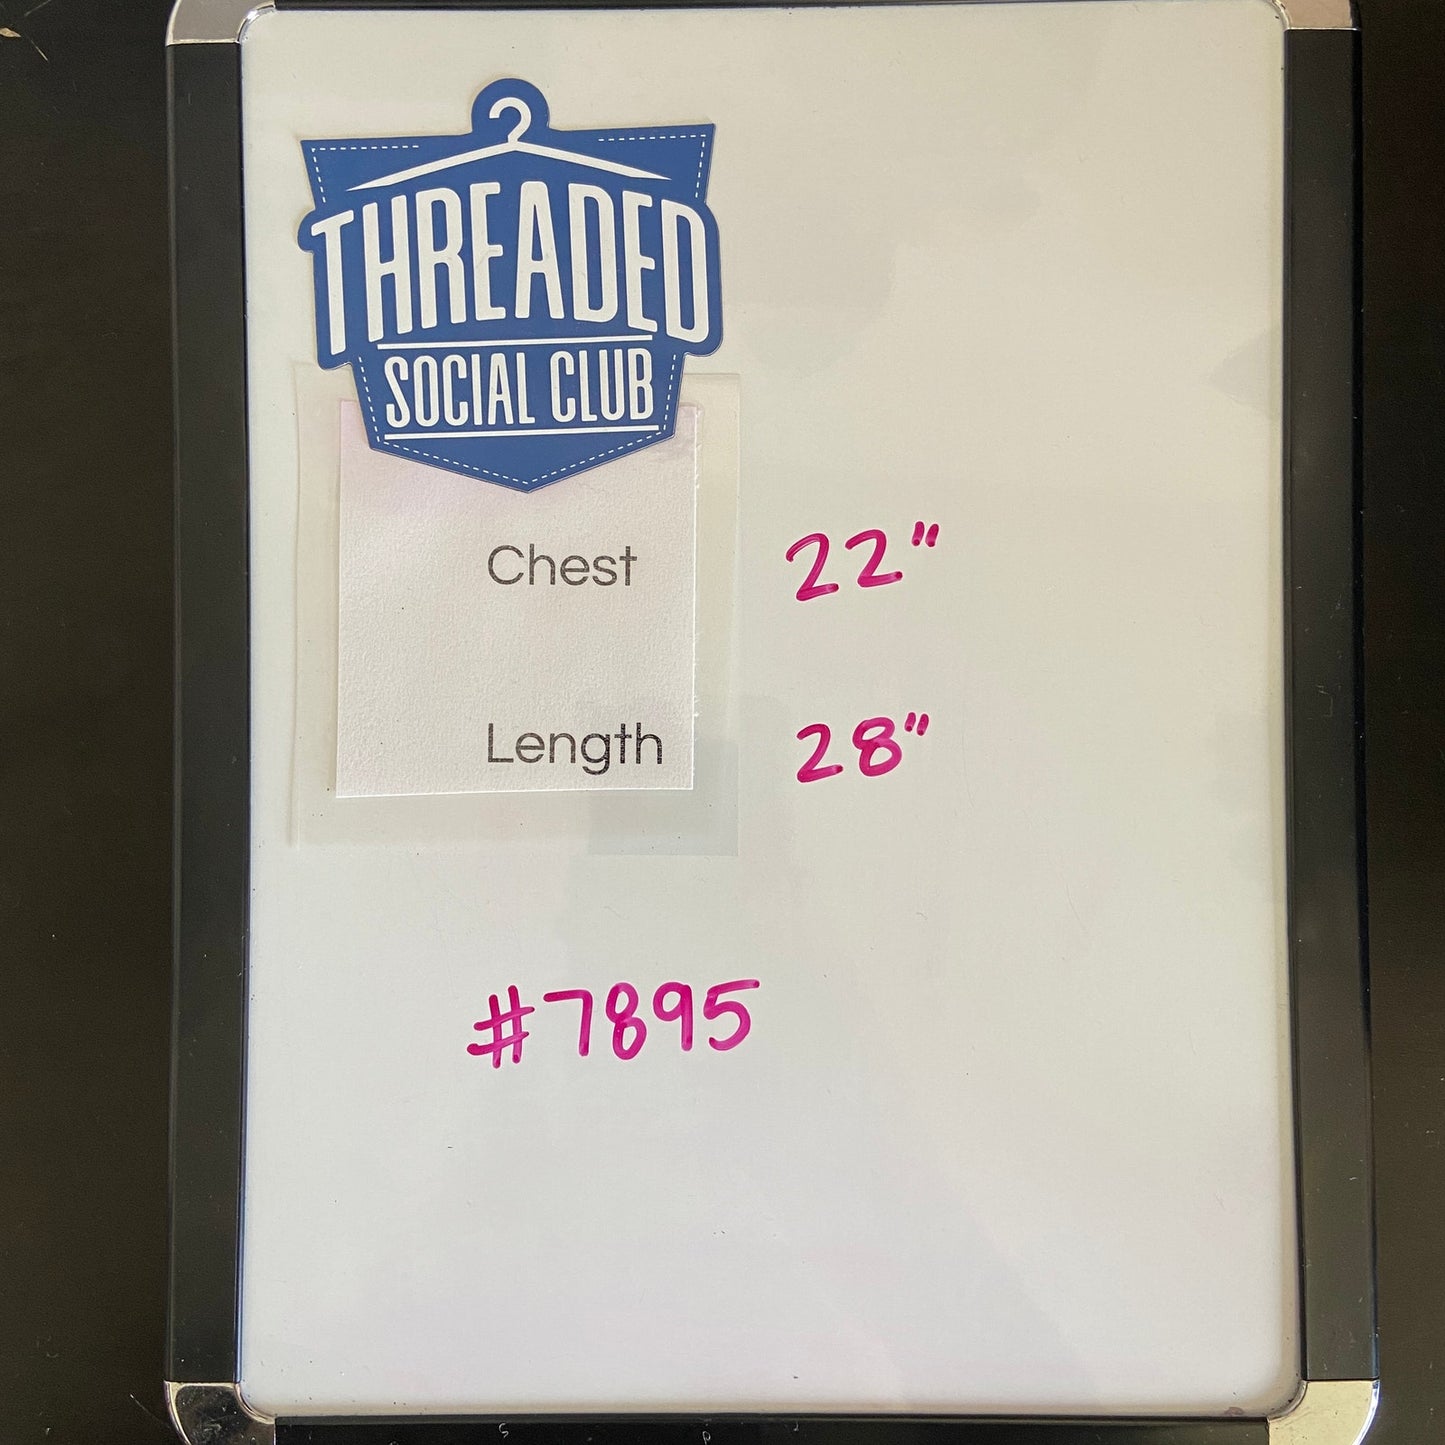 THREADED
SOCIAL CLUB
Chest 22"
Length 28"
#7895